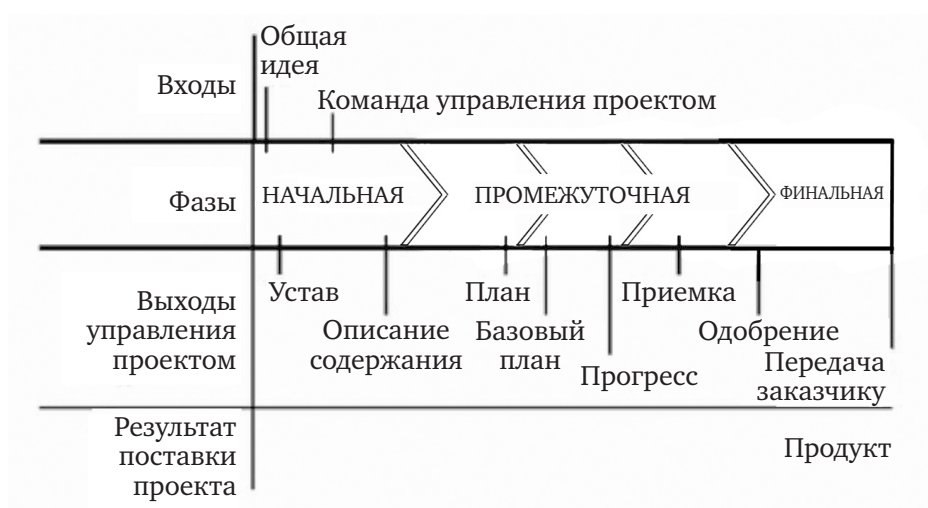 Общая
идея
Входы
Команда управления проектом
Фазы
НАЧАЛЬНАЯ
ПРОМЕЖУТОЧНАЯ
ФИНАЛЬНАЯ
Выходы
управления
проектом
Устав
Описание
содержания
План
Базовый
план
Прогресс
Приемка
Одобрение
Передача
заказчику
Результат
поставки
проекта
Продукт